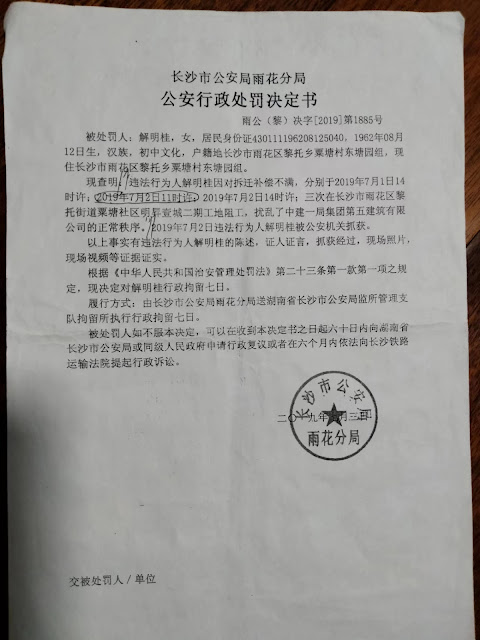 长沙市公安局雨花分局
公安行政处罚决定书
雨公（黎）决字[2019]第1885号
被处罚人：解明桂，女，居民身份证430111196208125040，1962年08月
12日生，汉族，初中文化，户籍地长沙市雨花区黎托乡粟塘村东塘园组，现
住长沙市雨花区黎托乡粟塘村东塘园组。
现查明，违法行为人解明桂因对拆迁补偿不满，分别于2019年7月1日14
时许；2019年7月2日11时许；2019年7月2日14时许；三次在长沙市雨花区黎
托街道粟塘社区明昇壹城二期工地阻工，扰乱了中建一局集团第五建筑有限
公司的正常秩序。2019年7月2日违法行为人解明桂被公安机关抓获。
以上事实有违法行为人解明桂的陈述，证人证言，抓获经过，现场照片，
现场视频等证据证实。
根据《中华人民共和国治安管理处罚法》第二十三条第一款第一项之规
定，现决定对解明桂行政拘留七日。
履行方式：由长沙市公安局雨花分局送湖南省长沙市公安局监所管理支
队拘留所执行行政拘留七日。
被处罚人如不服本决定，可以在收到本决定书之日起六十日内向湖南省
长沙市公安局或同级人民政府申请行政复议或者在六个月内依法向长沙铁路
运输法院提起行政诉讼。
长沙市公安局
二〇一九年 月三日
雨花分局
交被处罚人/单位